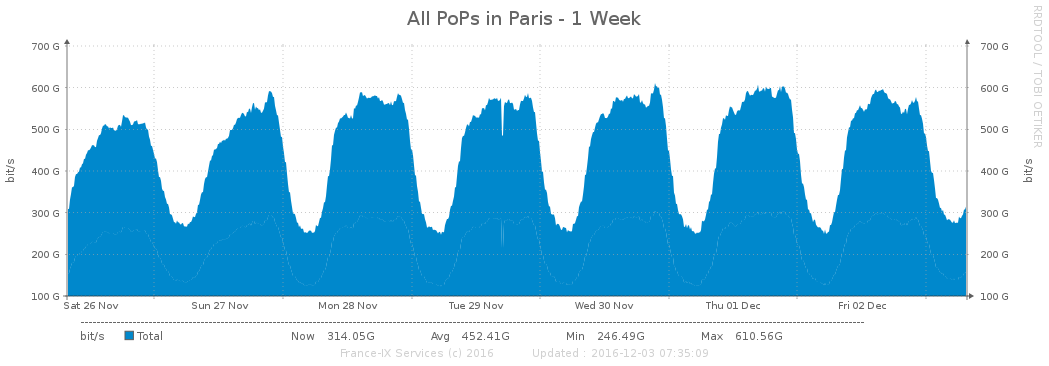 All PoPs in Paris - 1 Week
RRDTOOL / TOBI OETIKER
700 G 700 G
600 G 600 G
500 G 500 G
400 G 400 G
300 G 300 G
200 G 200 G
100 G 100 G
bit/s bit/s
Sat 26 Nov Sun 27 Nov Mon 28 Nov Tue 29 Nov Wed 30 Nov Thu 01 Dec Fri 02 Dec
bit/s Total Now 314.05G Avg 452.41G Min 246.49G Max 610.56G
France-IX Services (c) 2016 Updated : 2016-12-03 07:35:09